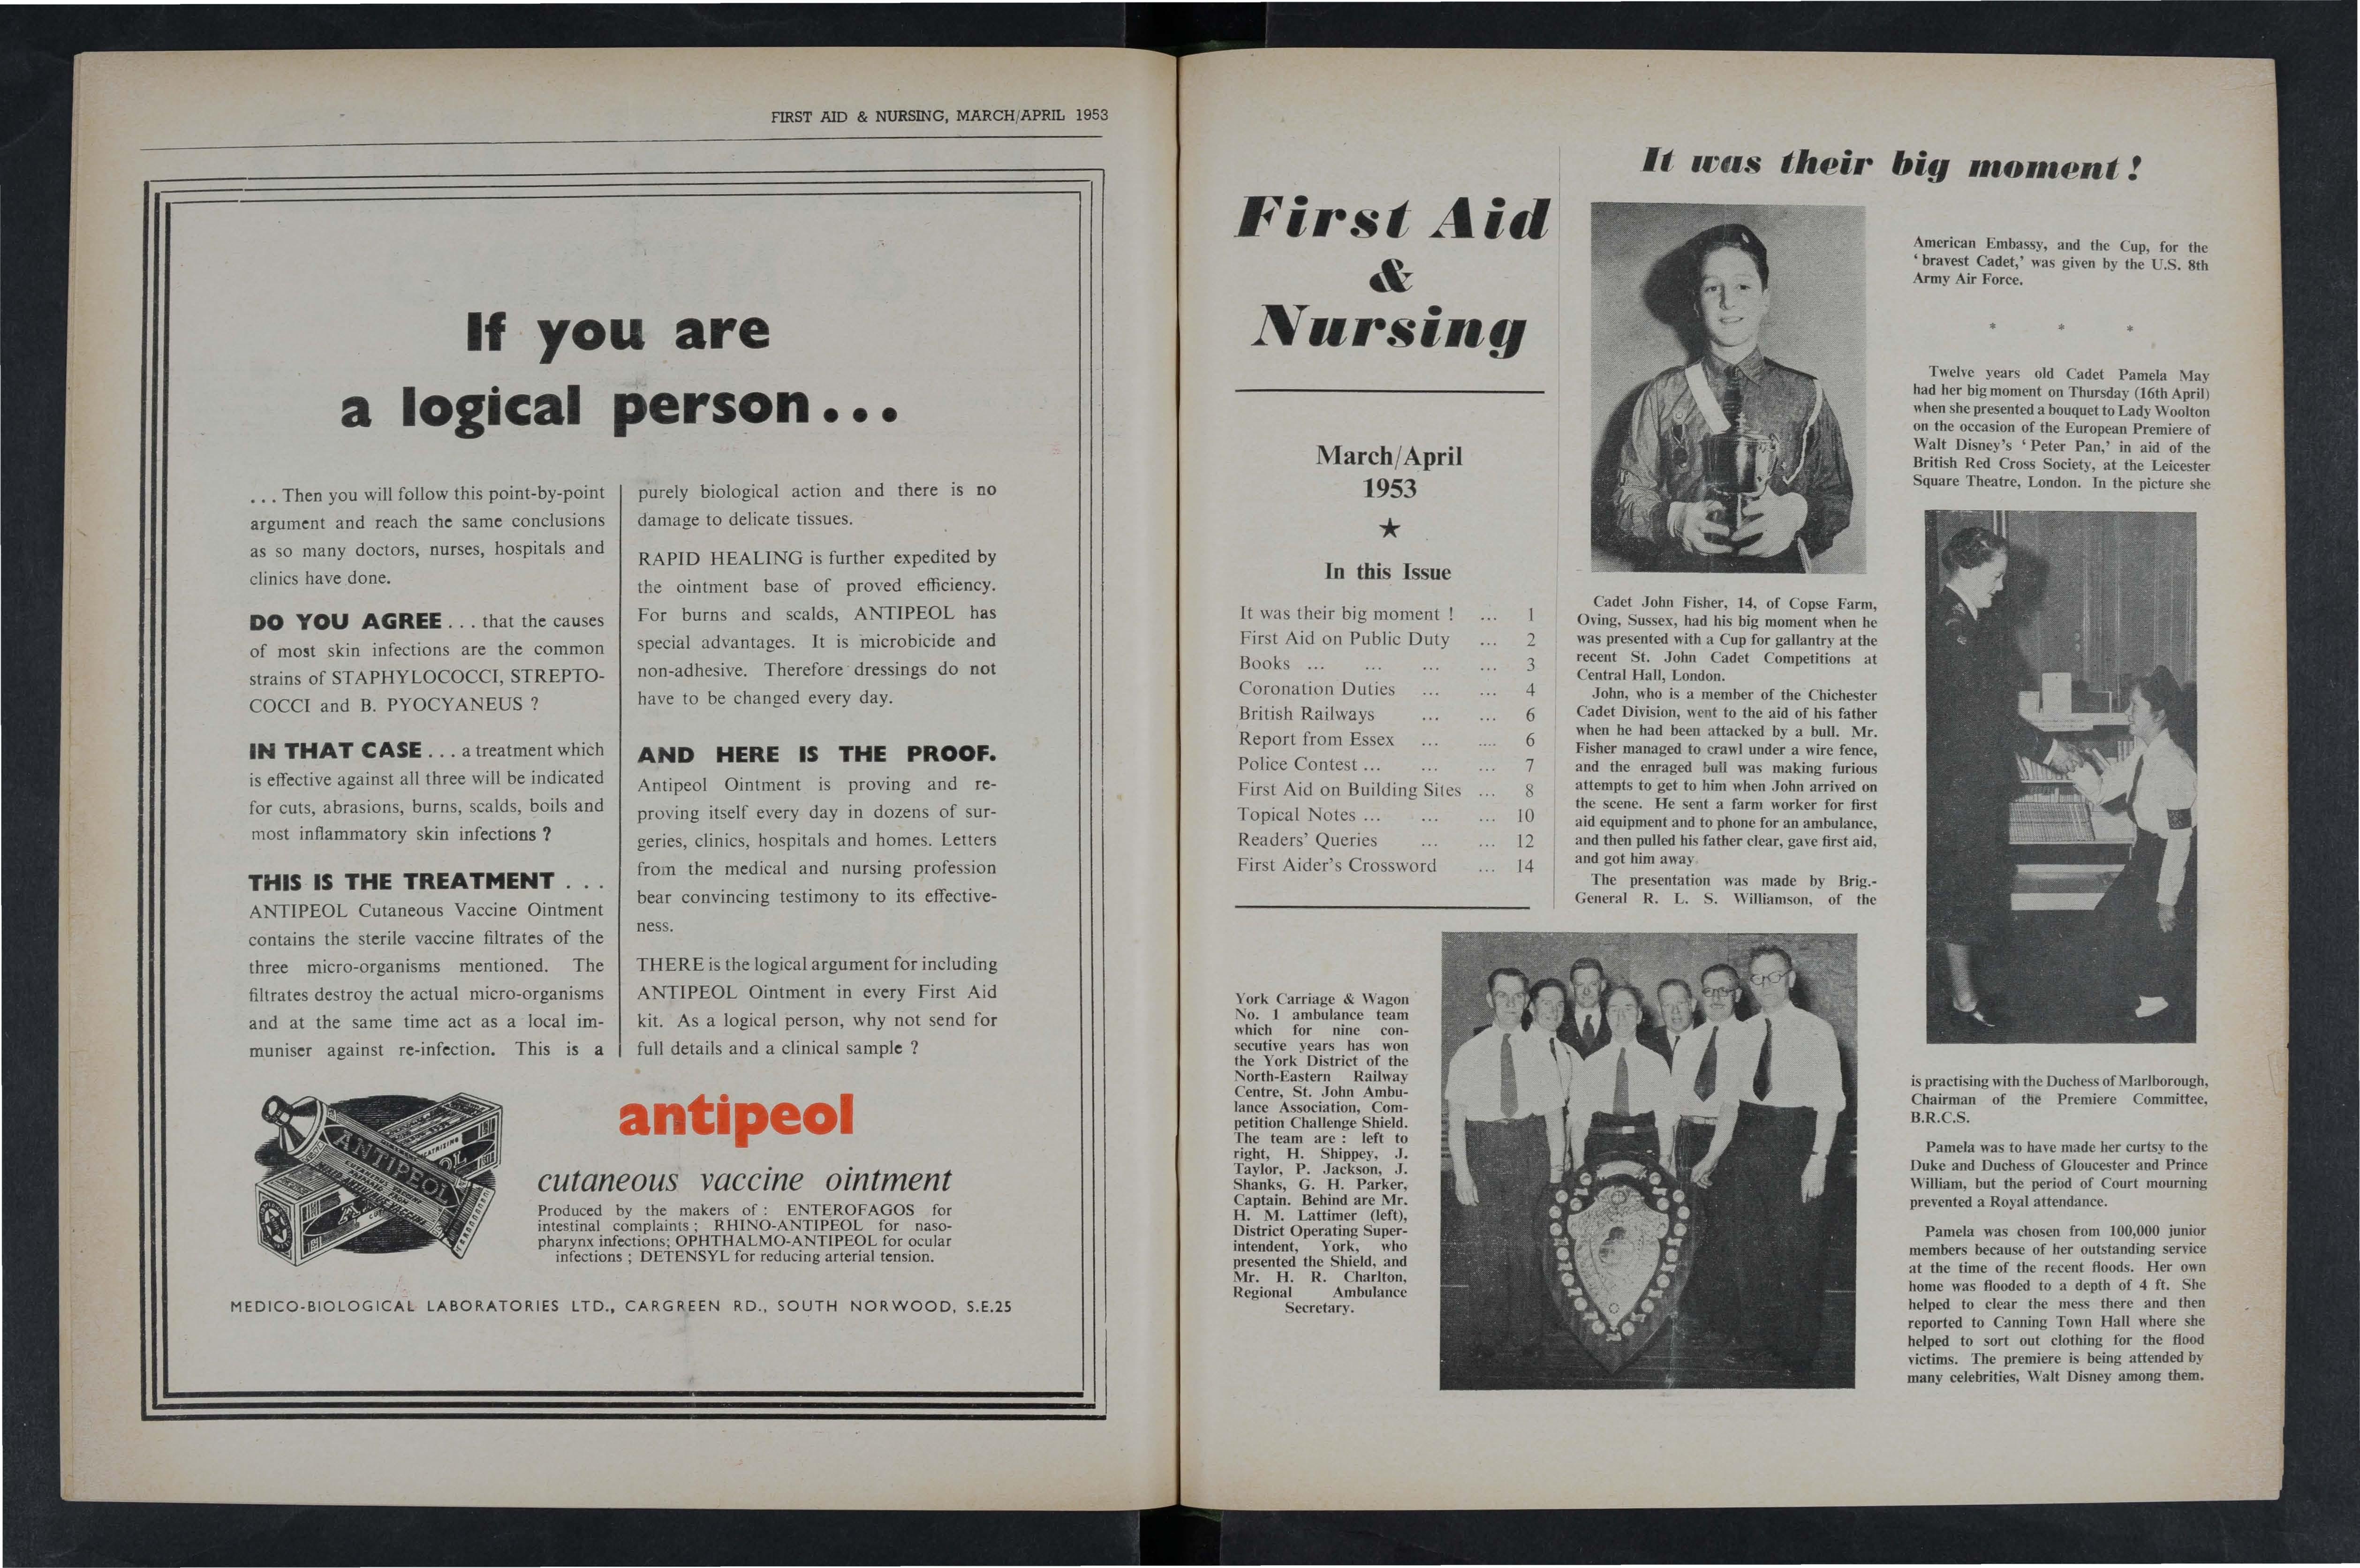 FIRST AID & NURSING, MARCH/APRIL 1953
If you are
a logical person...
... Then you will follow this point-by-point
argument and reach the same conclusions
as so many doctors, nurses, hospitals and
clinics have done.
DO YOU AGREE ... that the causes
of most skin infections are the common
strains of STAPHYLOCOCCI, STREPTO-
COCCI and B. PYOCYANEUS ?
IN THAT CASE ... a treatment which
is effective against all three will be indicated
for cuts, abrasions, burns, scalds, boils and
most inflammatory skin infections ?
THIS IS THE TREATMENT . . .
ANTIPEOL Cutaneous Vaccine Ointment
contains the sterile vaccine filtrates of the
three micro-organisms mentioned. The
filtrates destroy the actual micro-organisms
and at the same time act as a local im-
muniser against re-infection. This is a
purely biological action and there is no
damage to delicate tissues.
RAPID HEALING is further expedited by
the ointment base of proved efficiency.
For burns and scalds, ANTIPEOL has
special advantages. It is microbicide and
non-adhesive. Therefore dressings do not
have to be changed every day.
AND HERE IS THE PROOF.
Antipeol Ointment is proving and re-
proving itself every day in dozens of sur-
geries, clinics, hospitals and homes. Letters
from the medical and nursing profession
bear convincing testimony to its effective-
ness.
THERE is the logical argument for including
ANTIPEOL Ointment in every First Aid
kit. As a logical person, why not send for
full details and a clinical sample ?
ANTIPEOL
antipeol
cutaneous vaccine ointment
Produced by the makers of : ENTEROFAGOS for
intestinal complaints ; RHINO-ANTIPEOL for naso-
pharynx infections; OPHTHALMO-ANTIPEOL for ocular
infections ; DETENSYL for reducing arterial tension.
MEDICO-BIOLOGICAL LABORATORIES LTD., CARGREEN RD., SOUTH NORWOOD, S.E.25
First Aid
&
Nursing
March/April
1953
★
In this Issue
It was their big moment ! ... 1
First Aid on Public Duty ... 2
Books ... ... ... ... 3
Coronation Duties ... ... 4
British Railways ... ... 6
Report from Essex ... .... 6
Police Contest ... ... ... 7
First Aid on Building Sites ... 8
Topical Notes ... ... ... 10
Readers' Queries ... ... 12
First Aider's Crossword ... 14
It was their big moment !
Cadet John Fisher, 14, of Copse Farm,
Oving, Sussex, had his big moment when he
was presented with a Cup for gallantry at the
recent St. John Cadet Competitions at
Central Hall, London.
John, who is a member of the Chichester
Cadet Division, went to the aid of his father
when he had been attacked by a bull. Mr.
Fisher managed to crawl under a wire fence,
and the enraged bull was making furious
attempts to get to him when John arrived on
the scene. He sent a farm worker for first
aid equipment and to phone for an ambulance,
and then pulled his father clear, gave first aid,
and got him away.
The presentation was made by Brig.-
General R. L. S. Williamson, of the
American Embassy, and the Cup, for the
' bravest Cadet,' was given by the U.S. 8th
Army Air Force.
* * *
Twelve years old Cadet Pamela May
had her big moment on Thursday (16th April)
when she presented a bouquet to Lady Woolton
on the occasion of the European Premiere of
Walt Disney's ' Peter Pan,' in aid of the
British Red Cross Society, at the Leicester
Square Theatre, London. In the picture she
is practising with the Duchess of Marlborough,
Chairman of the Premiere Committee,
B.R.C.S.
Pamela was to have made her curtsy to the
Duke and Duchess of Gloucester and Prince
William, but the period of Court mourning
prevented a Royal attendance.
Pamela was chosen from 100,000 junior
members because of her outstanding service
at the time of the recent floods. Her own
home was flooded to a depth of 4 ft. She
helped to clear the mess there and then
reported to Canning Town Hall where she
helped to sort out clothing for the flood
victims. The premiere is being attended by
many celebrities, Walt Disney among them.
York Carriage & Wagon
No. 1 ambulance team
which for nine con-
secutive years has won
the York District of the
North-Eastern Railway
Centre, St. John Ambu-
lance Association, Com-
petition Challenge Shield.
The team are : left to
right, H. Shippey, J.
Taylor, P. Jackson, J.
Shanks, G. H. Parker,
Captain. Behind are Mr.
H. M. Lattimer (left),
District Operating Super-
intendent, York, who
presented the Shield, and
Mr. H. R. Charlton,
Regional Ambulance
Secretary.